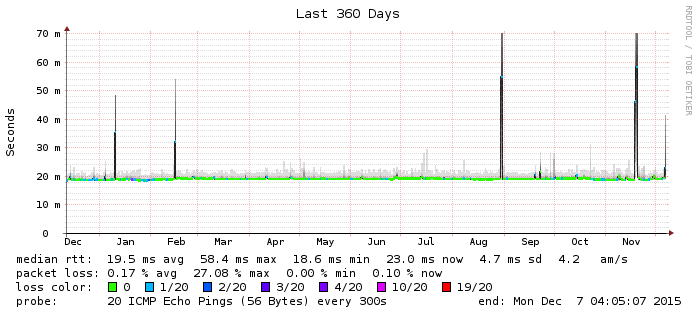 Last 360 Days
RRDTOOL / TOBI OETIKER
Seconds
70 m
60 m
50 m
40 m
30 m
20 m
10 m
0
Dec Jan Feb Mar Apr May Jun Jul Aug Sep Oct Nov
median rtt: 19.5 ms avg 58.4 ms max 18.6 ms min 23.0 ms now 4.7 ms sd 4.2 am/s
packet loss: 0.17 % avg 27.08 % max 0.00 % min 0.10 % now
loss color: 0 1/20 2/20 3/20 4/20 10/20 19/20
probe: 20 ICMP Echo Pings (56 Bytes) every 300s end: Mon Dec 7 04:05:07 2015